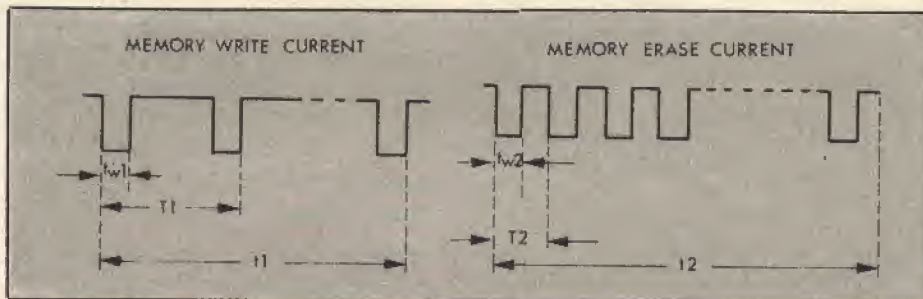 MEMORY WRITE CURRENT
MEMORY ERASE CURRENT
tw1
T1
t1
tw2
T2
t2